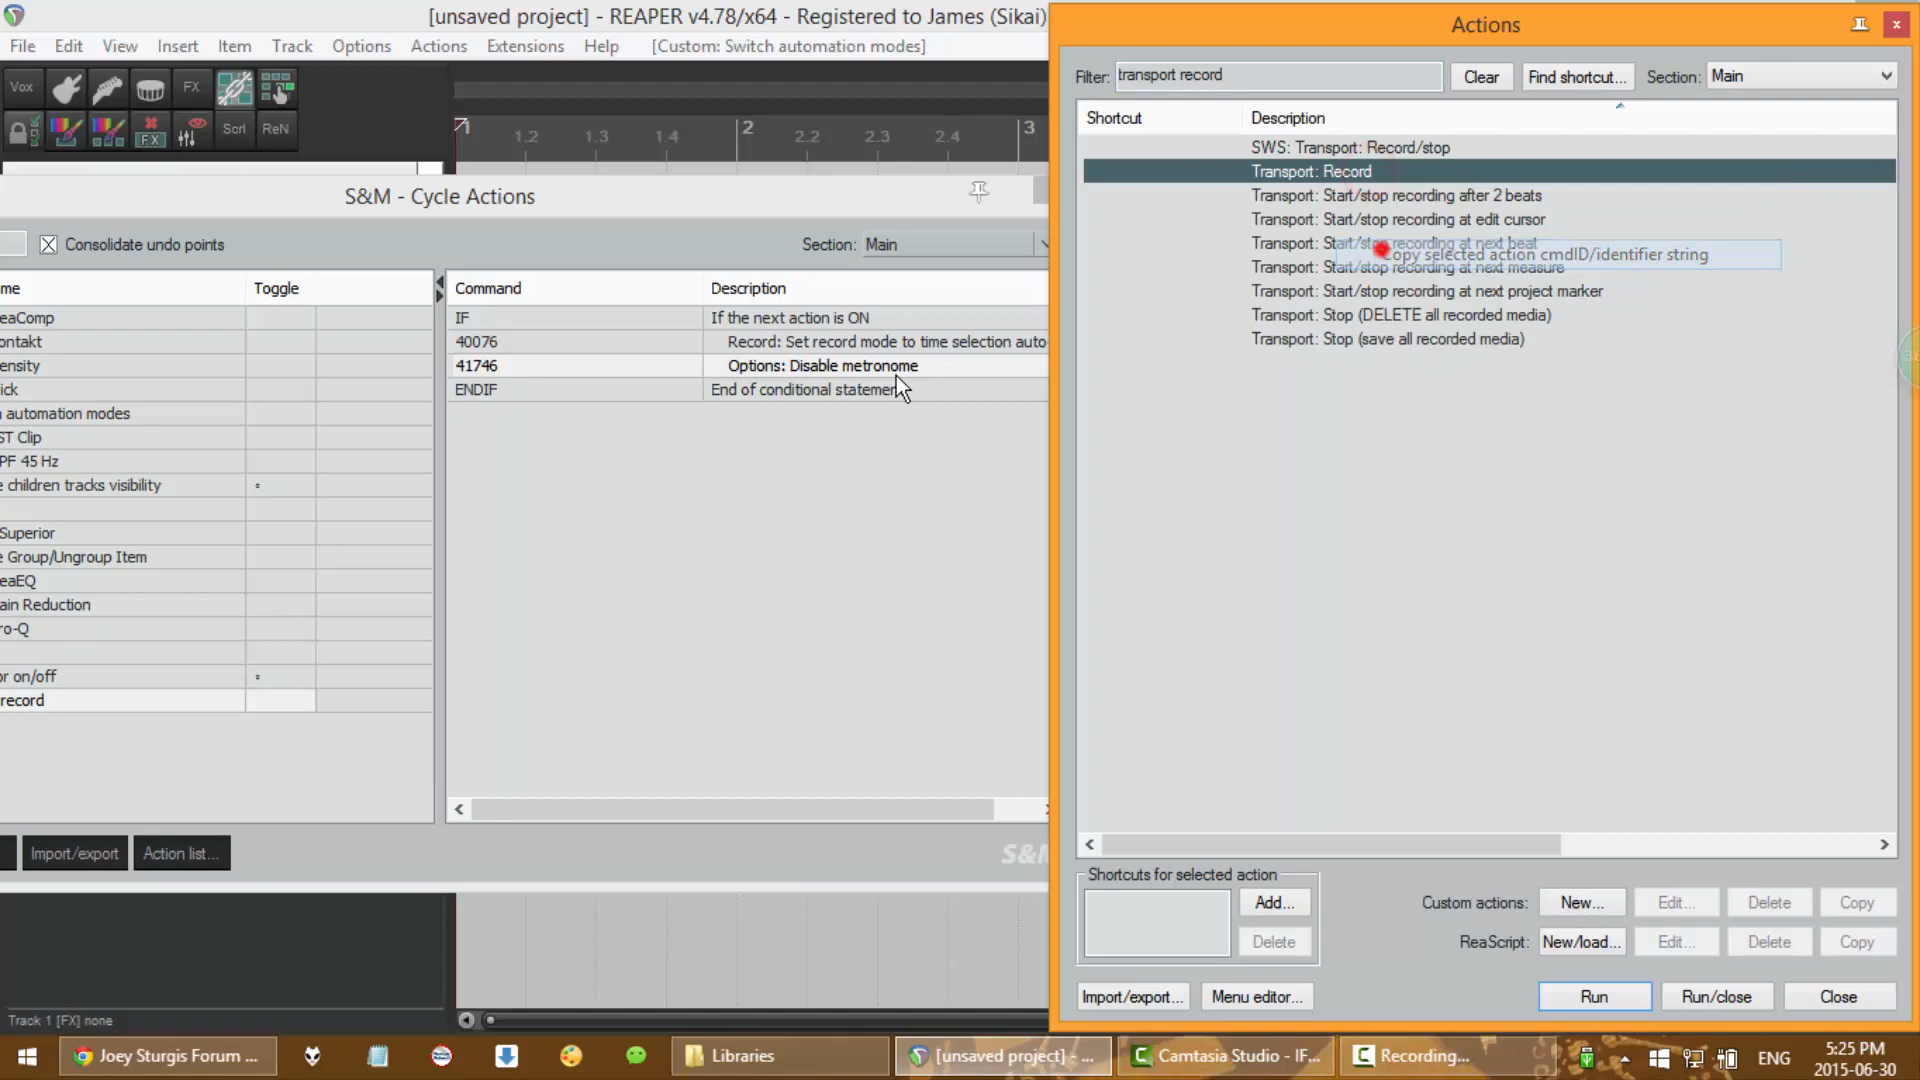 [unsaved project] - REAPER v4.78/x64 - Registered to James (Sikai)
File Edit View Insert Item Track Options Actions Extensions Help [Custom: Switch automation modes]
Vox FX
FX Scrl ReN
1 1.2 1.3 1.4 2 2.2 2.3 2.4 3
S&M - Cycle Actions
Consolidate undo points Section: Main
me Toggle Command Description
eaComp IF If the next action is ON
ontakt 40076 Record: Set record mode to time selection auto
ensity 41746 Options: Disable metronome
ick ENDIF End of conditional statement
automation modes
ST Clip
PF 45 Hz
e children tracks visibility
Superior
e Group/Ungroup Item
eaEQ
ain Reduction
ro-Q
or on/off
record
Import/export Action list... S&M
Track 1 [FX] none
Actions
Filter: transport record Clear Find shortcut... Section: Main
Shortcut Description
SWS: Transport: Record/stop
Transport: Record
Transport: Start/stop recording after 2 beats
Transport: Start/stop recording at edit cursor
Transport: Start/stop recording at next beat
Copy selected action cmdID/identifier string
Transport: Start/stop recording at next measure
Transport: Start/stop recording at next project marker
Transport: Stop (DELETE all recorded media)
Transport: Stop (save all recorded media)
Shortcuts for selected action
Add...
Delete
Custom actions: New... Edit... Delete Copy
ReaScript: New/load... Edit... Delete Copy
Import/export... Menu editor... Run Run/close Close
Joey Sturgis Forum ... Libraries [unsaved project] - ... Camtasia Studio - IF... Recording... ENG 5:25 PM
2015-06-30